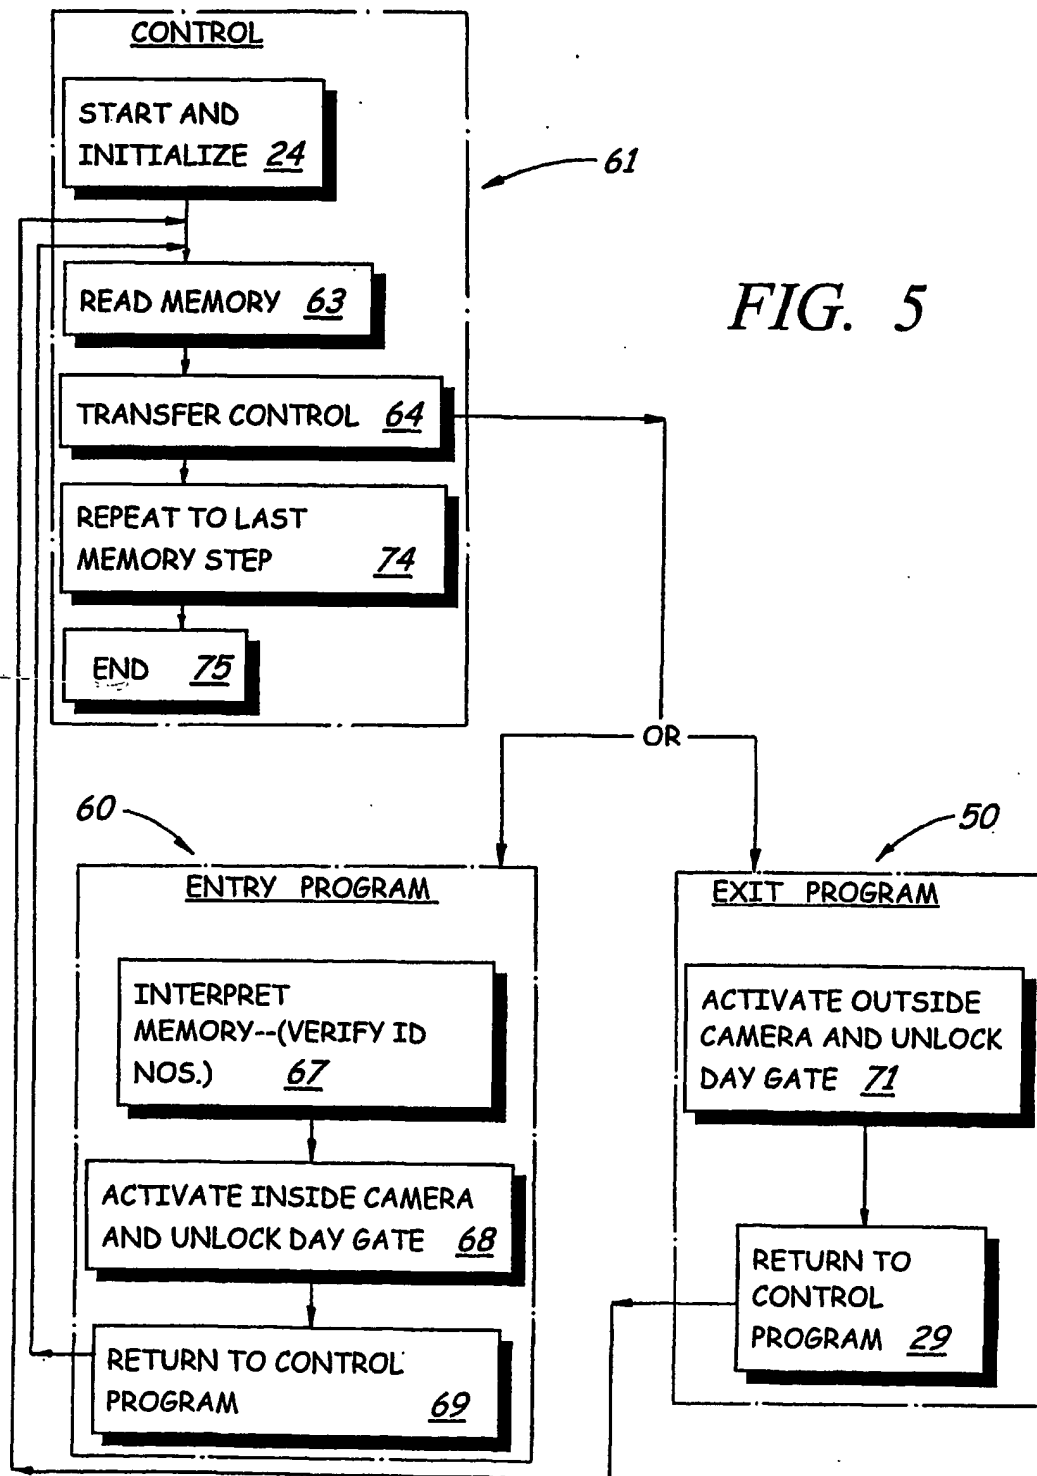 CONTROL
START AND
INITIALIZE 24
61
READ MEMORY 63
FIG. 5
TRANSFER CONTROL 64
REPEAT TO LAST
MEMORY STEP 74
END 75
OR
60
50
ENTRY PROGRAM
INTERPRET
MEMORY--(VERIFY ID
NOS.) 67
ACTIVATE INSIDE CAMERA
AND UNLOCK DAY GATE 68
RETURN TO CONTROL
PROGRAM 69
EXIT PROGRAM
ACTIVATE OUTSIDE
CAMERA AND UNLOCK
DAY GATE 71
RETURN TO
CONTROL
PROGRAM 29